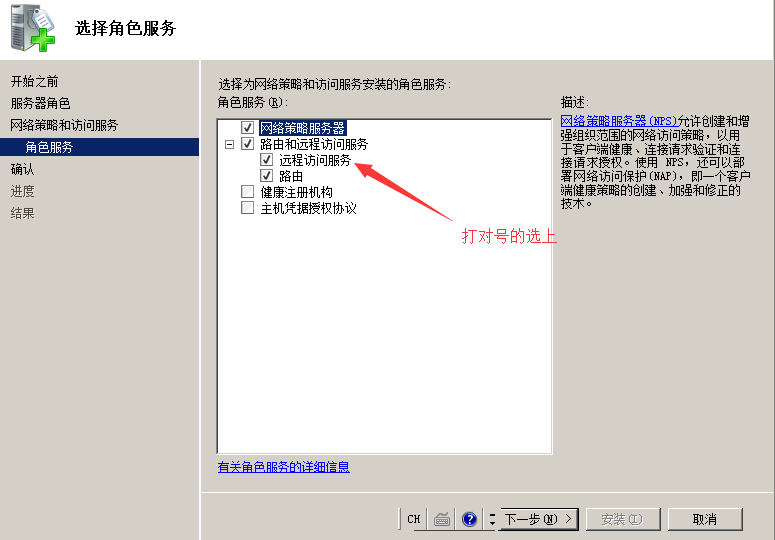 选择角色服务
开始之前
服务器角色
网络策略和访问服务
角色服务
确认
进度
结果
选择为网络策略和访问服务安装的角色服务:
角色服务(R):
网络策略服务器
路由和远程访问服务
远程访问服务
路由
健康注册机构
主机凭据授权协议
打对号的选上
有关角色服务的详细信息
描述:
网络策略服务器(NPS)允许创建和增
强组织范围的网络访问策略，以用
于客户端健康、连接请求验证和连
接请求授权。使用 NPS，还可以部
署网络访问保护(NAP)，即一个客户
端健康策略的创建、加强和修正的
技术。
CH
下一步(N) >
安装(I)
取消